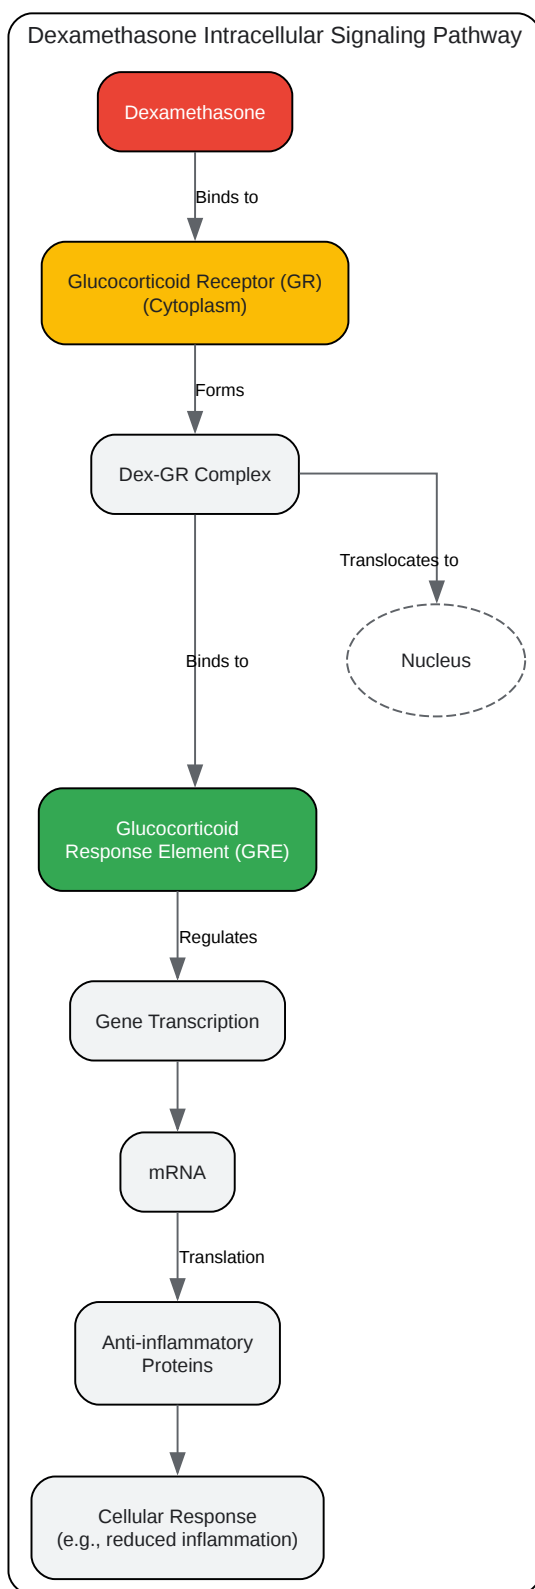 Dexamethasone Intracellular Signaling Pathway
Dexamethasone
Binds to
Glucocorticoid Receptor (GR)
(Cytoplasm)
Forms
Dex-GR Complex
Translocates to
Nucleus
Binds to
Glucocorticoid
Response Element (GRE)
Regulates
Gene Transcription
mRNA
Translation
Anti-inflammatory
Proteins
Cellular Response
(e.g., reduced inflammation)